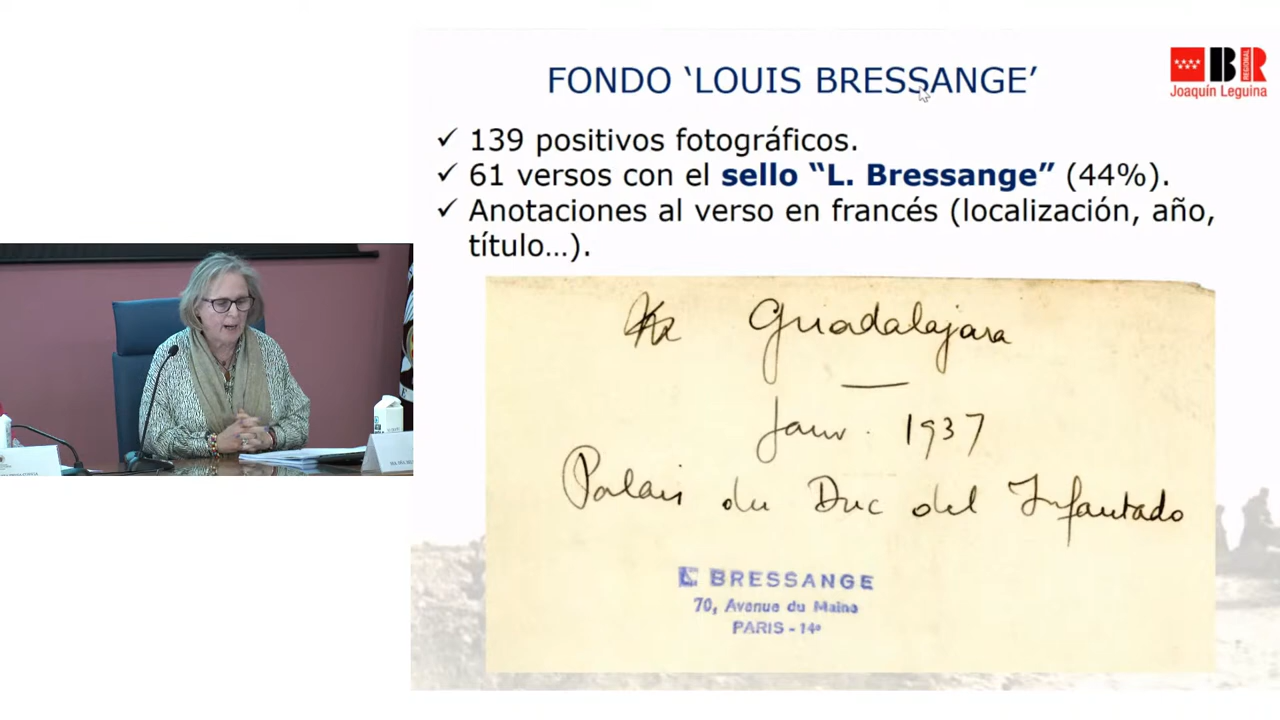 FONDO ‘LOUIS BRESSANGE’
BR
REGIONAL
Joaquín Leguina
✓ 139 positivos fotográficos.
✓ 61 versos con el sello “L. Bressange” (44%).
✓ Anotaciones al verso en francés (localización, año,
título…).
Guadalajara
Janv. 1937
Palais du Duc del Infantado
L. BRESSANGE
70, Avenue du Maine
PARIS - 14e